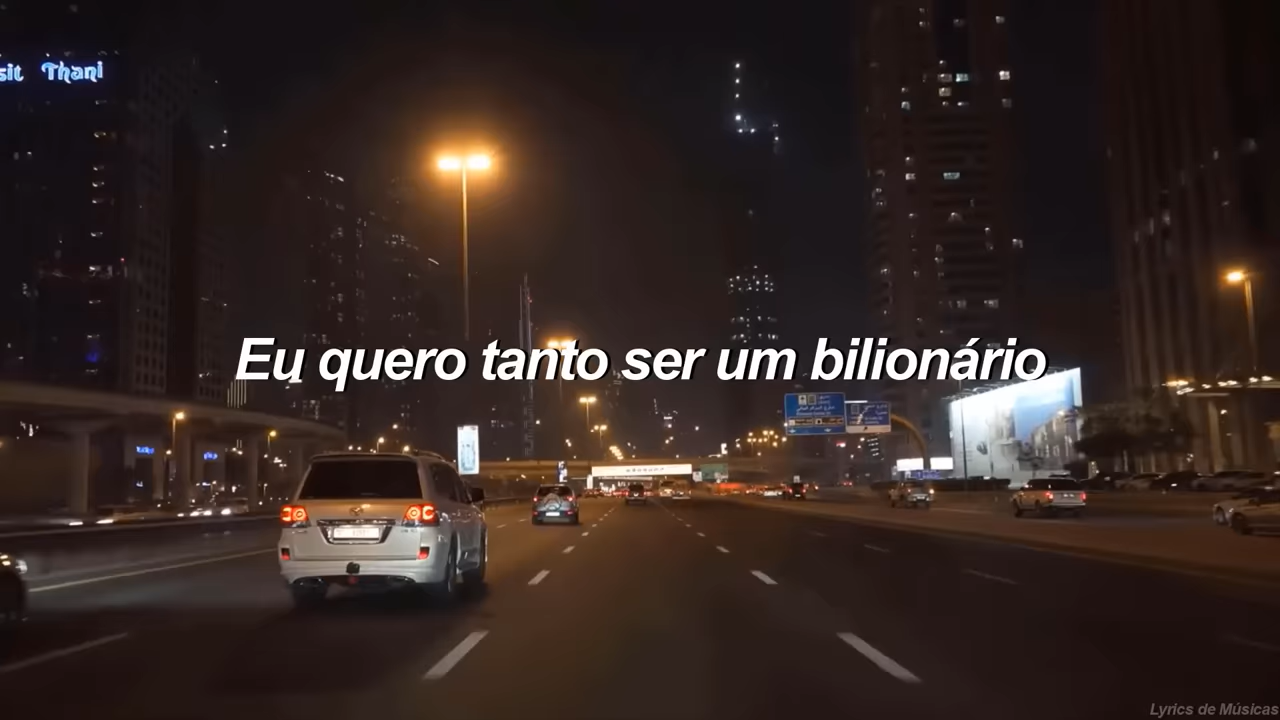 sit Thani
Eu quero tanto ser um bilionário
Lyrics de Músicas